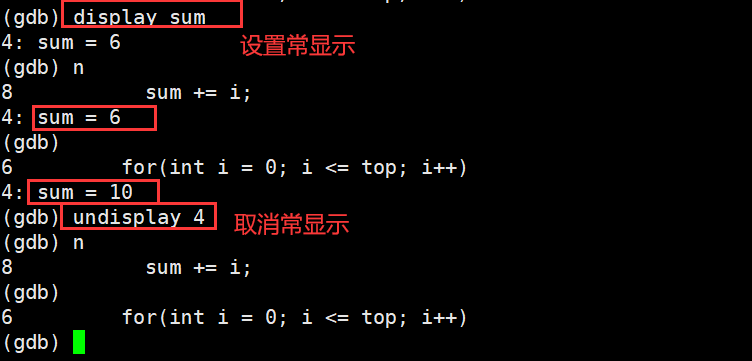 (gdb) display sum
4: sum = 6
设置常显示
(gdb) n
8           sum += i;
4: sum = 6
(gdb)
6         for(int i = 0; i <= top; i++)
4: sum = 10
(gdb) undisplay 4
取消常显示
(gdb) n
8           sum += i;
(gdb)
6         for(int i = 0; i <= top; i++)
(gdb)